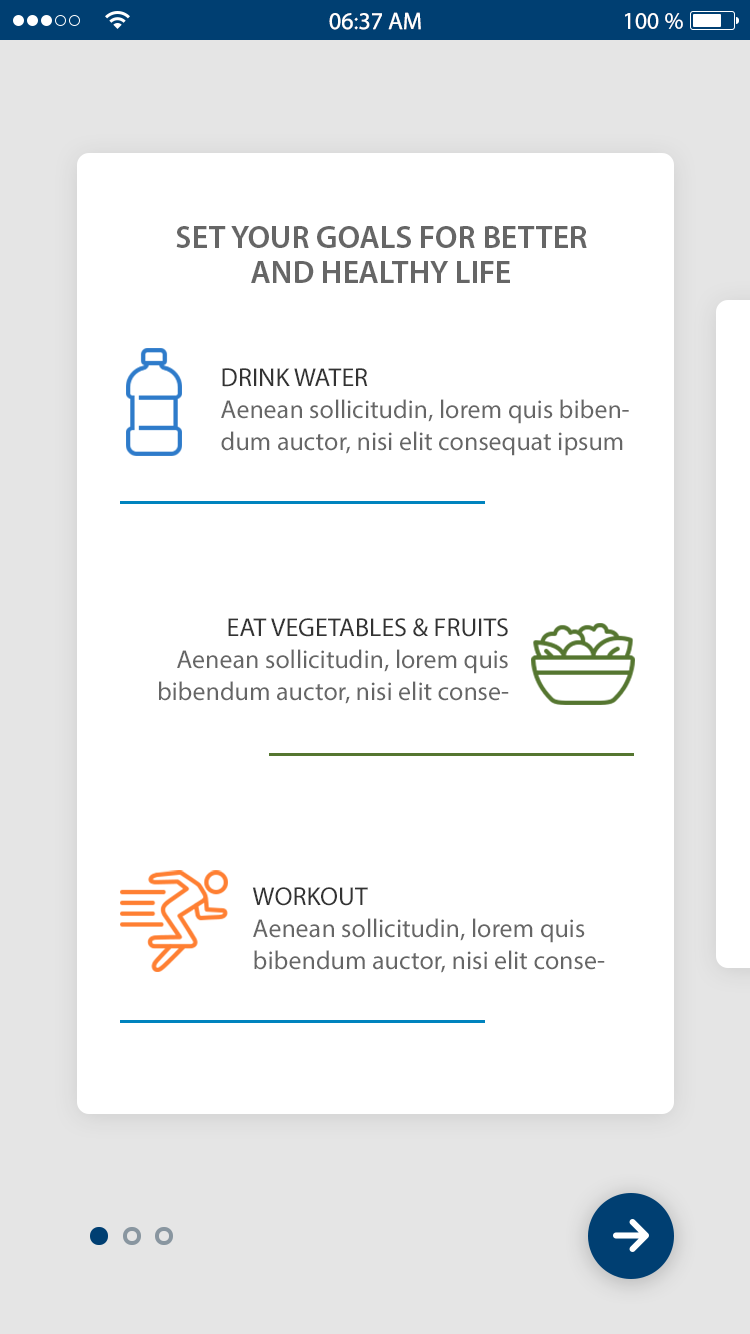 06:37 AM
100 %
SET YOUR GOALS FOR BETTER
AND HEALTHY LIFE
DRINK WATER
Aenean sollicitudin, lorem quis biben-
dum auctor, nisi elit consequat ipsum
EAT VEGETABLES & FRUITS
Aenean sollicitudin, lorem quis
bibendum auctor, nisi elit conse-
WORKOUT
Aenean sollicitudin, lorem quis
bibendum auctor, nisi elit conse-